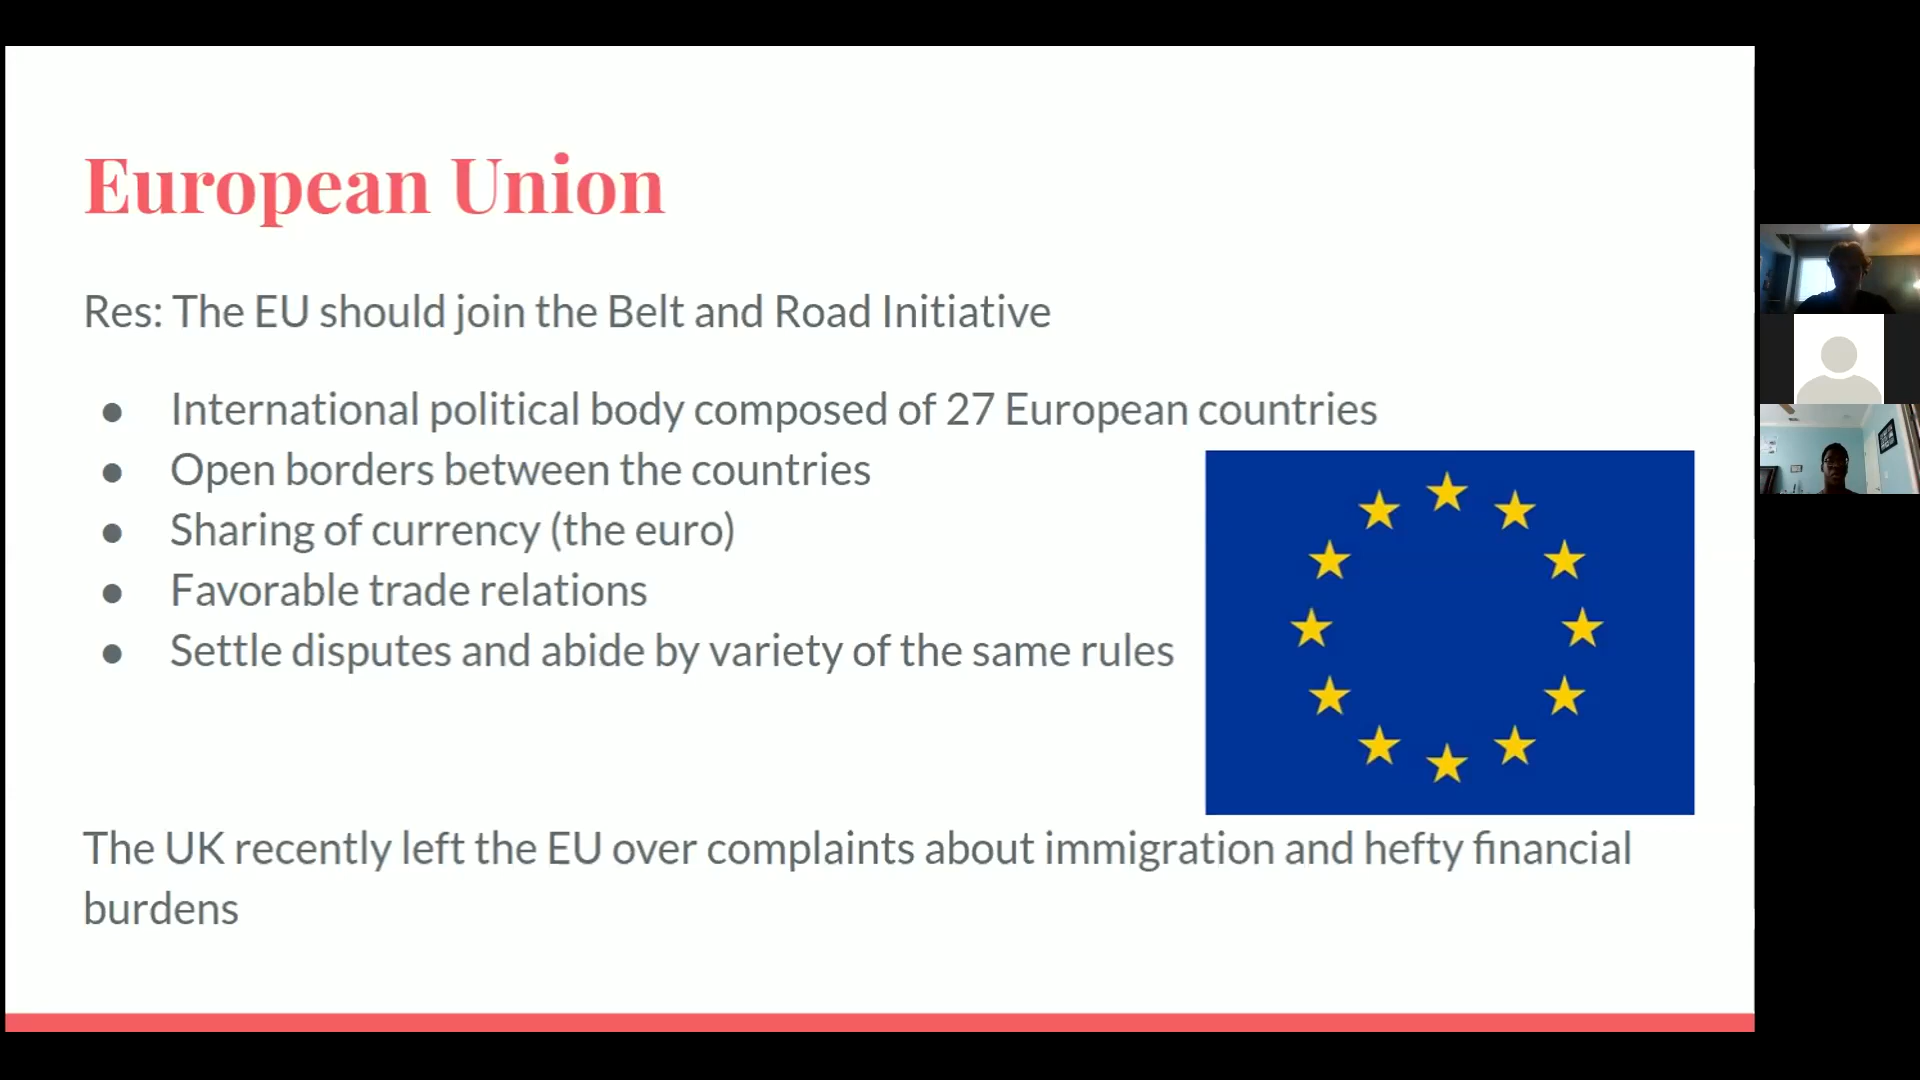 European Union
Res: The EU should join the Belt and Road Initiative
● International political body composed of 27 European countries
● Open borders between the countries
● Sharing of currency (the euro)
● Favorable trade relations
● Settle disputes and abide by variety of the same rules
The UK recently left the EU over complaints about immigration and hefty financial
burdens